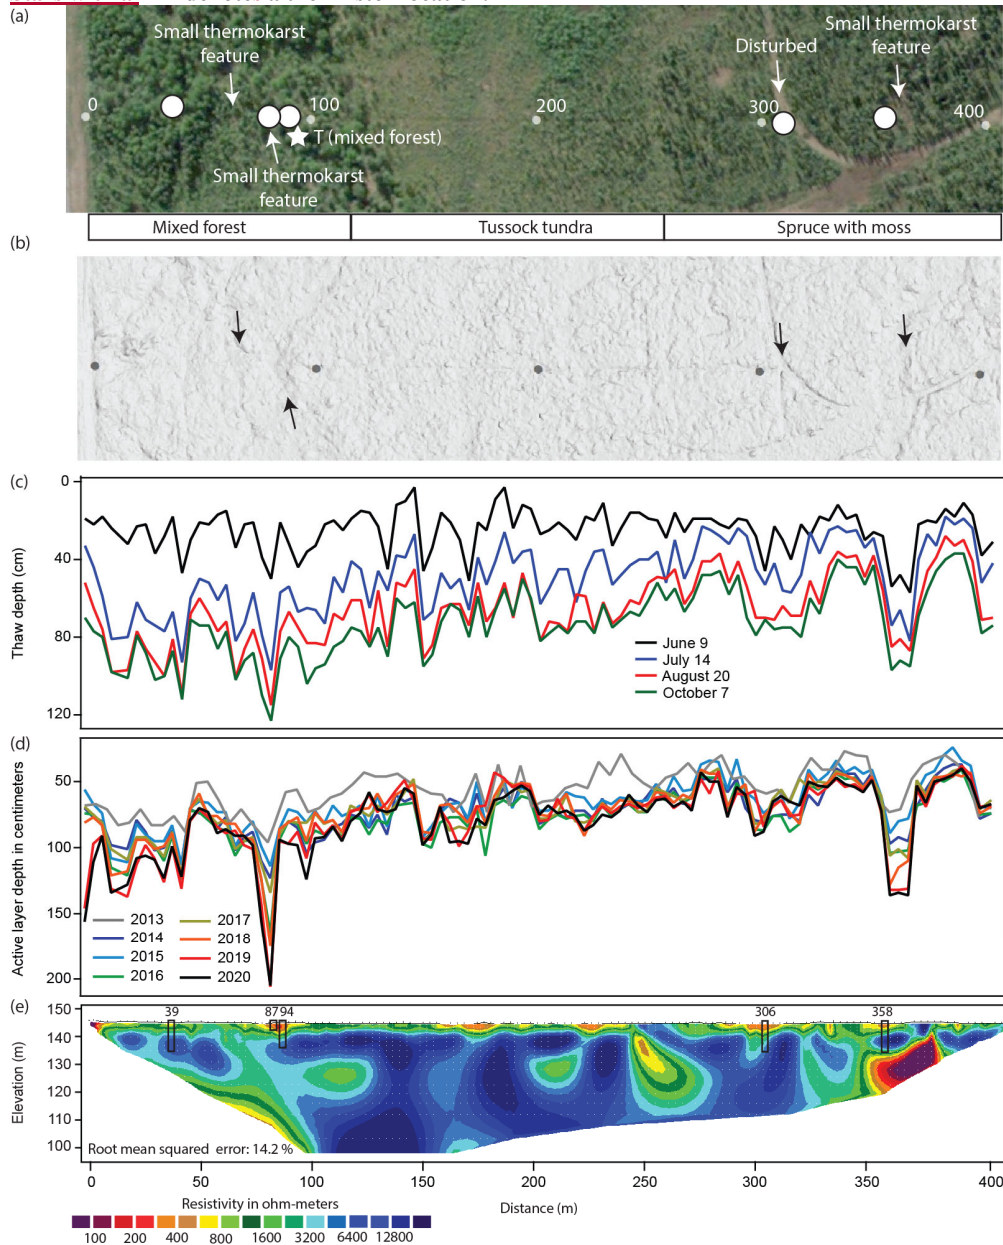 (a)
Small thermokarst
feature
Disturbed
Small thermokarst
feature
0
100
200
300
400
T (mixed forest)
Small thermokarst
feature
Mixed forest
Tussock tundra
Spruce with moss
(b)
(c)
Thaw depth (cm)
0
40
80
120
June 9
July 14
August 20
October 7
(d)
Active layer depth in centimeters
50
100
150
200
2013
2014
2015
2016
2017
2018
2019
2020
(e)
Elevation (m)
150
140
130
120
110
100
39
87 94
306
358
Root mean squared error: 14.2 %
0 50 100 150 200 250 300 350 400
Resistivity in ohm-meters
Distance (m)
100 200 400 800 1600 3200 6400 12800